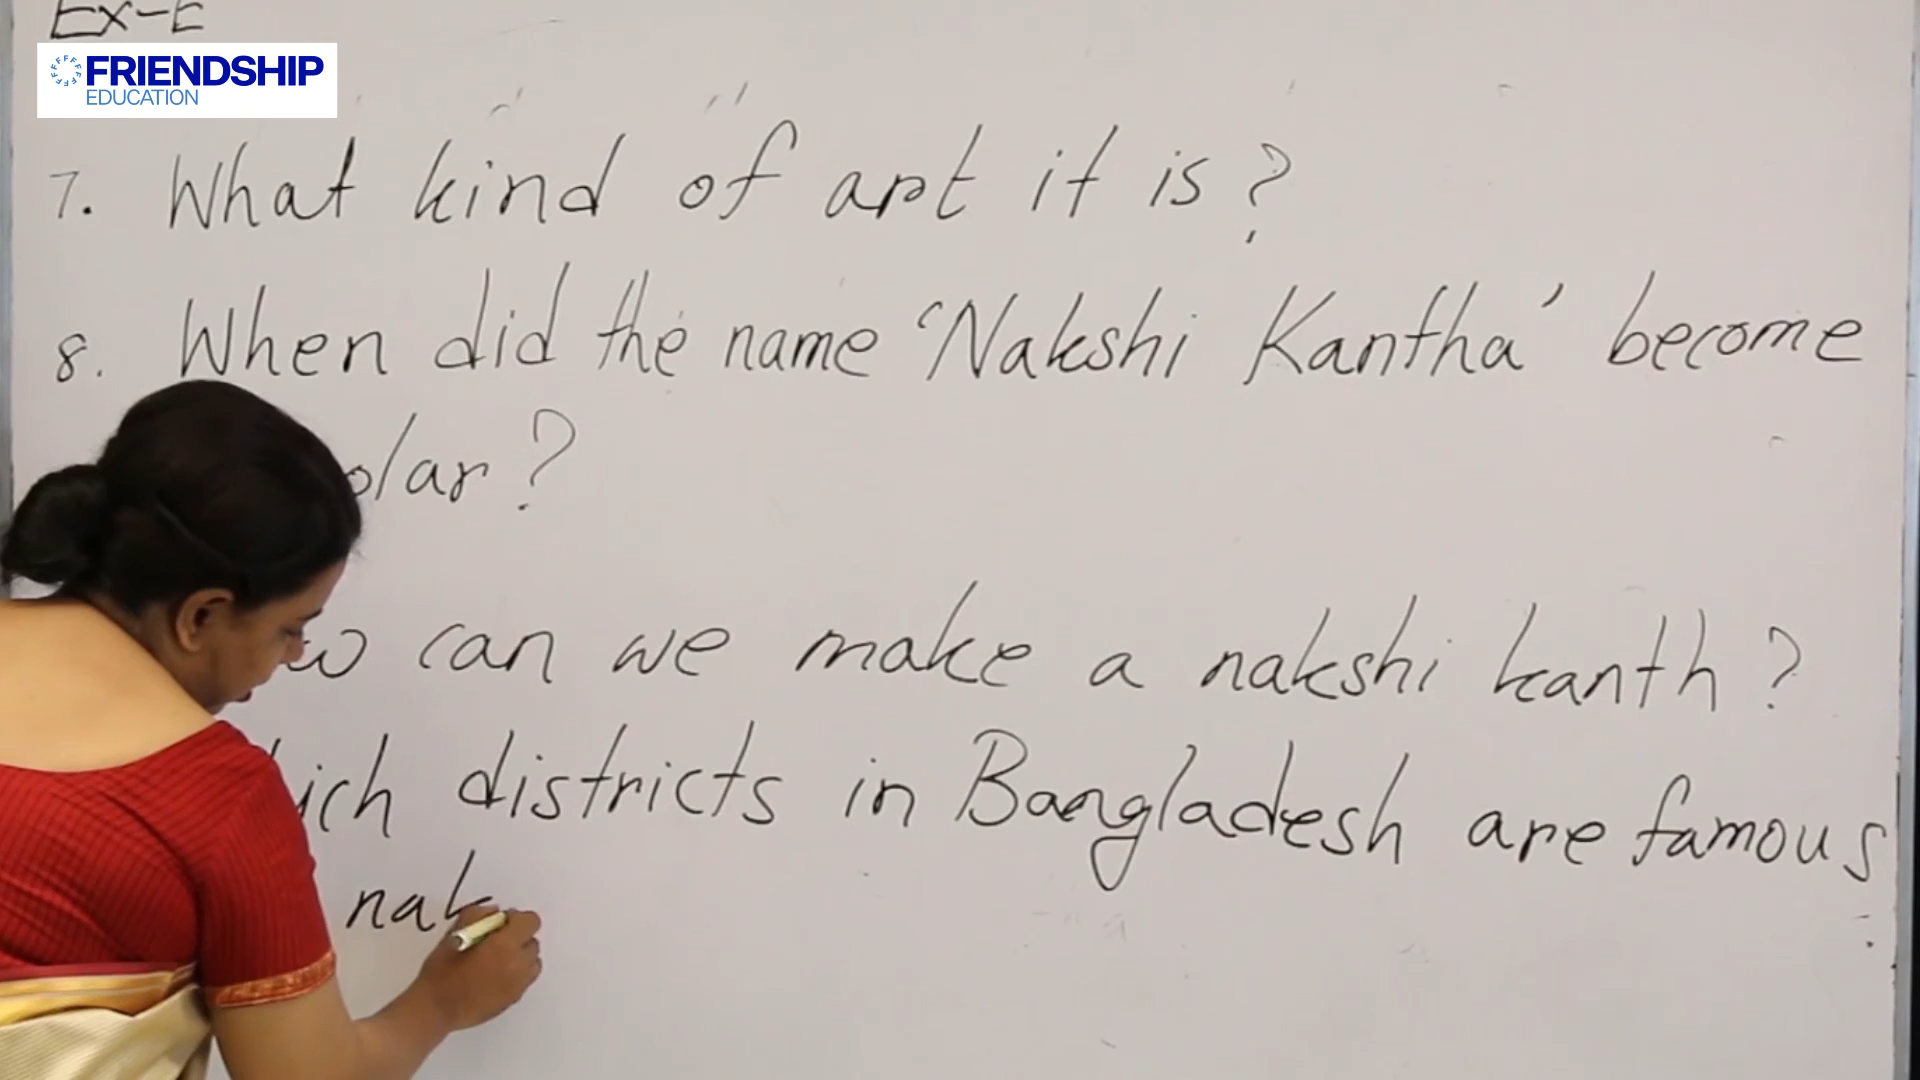 Ex-E
FRIENDSHIP
EDUCATION
7. What kind of art it is?
8. When did the name 'Nakshi Kantha' become
olar?
can we make a nakshi kanth?
ich districts in Bangladesh are famous
nak